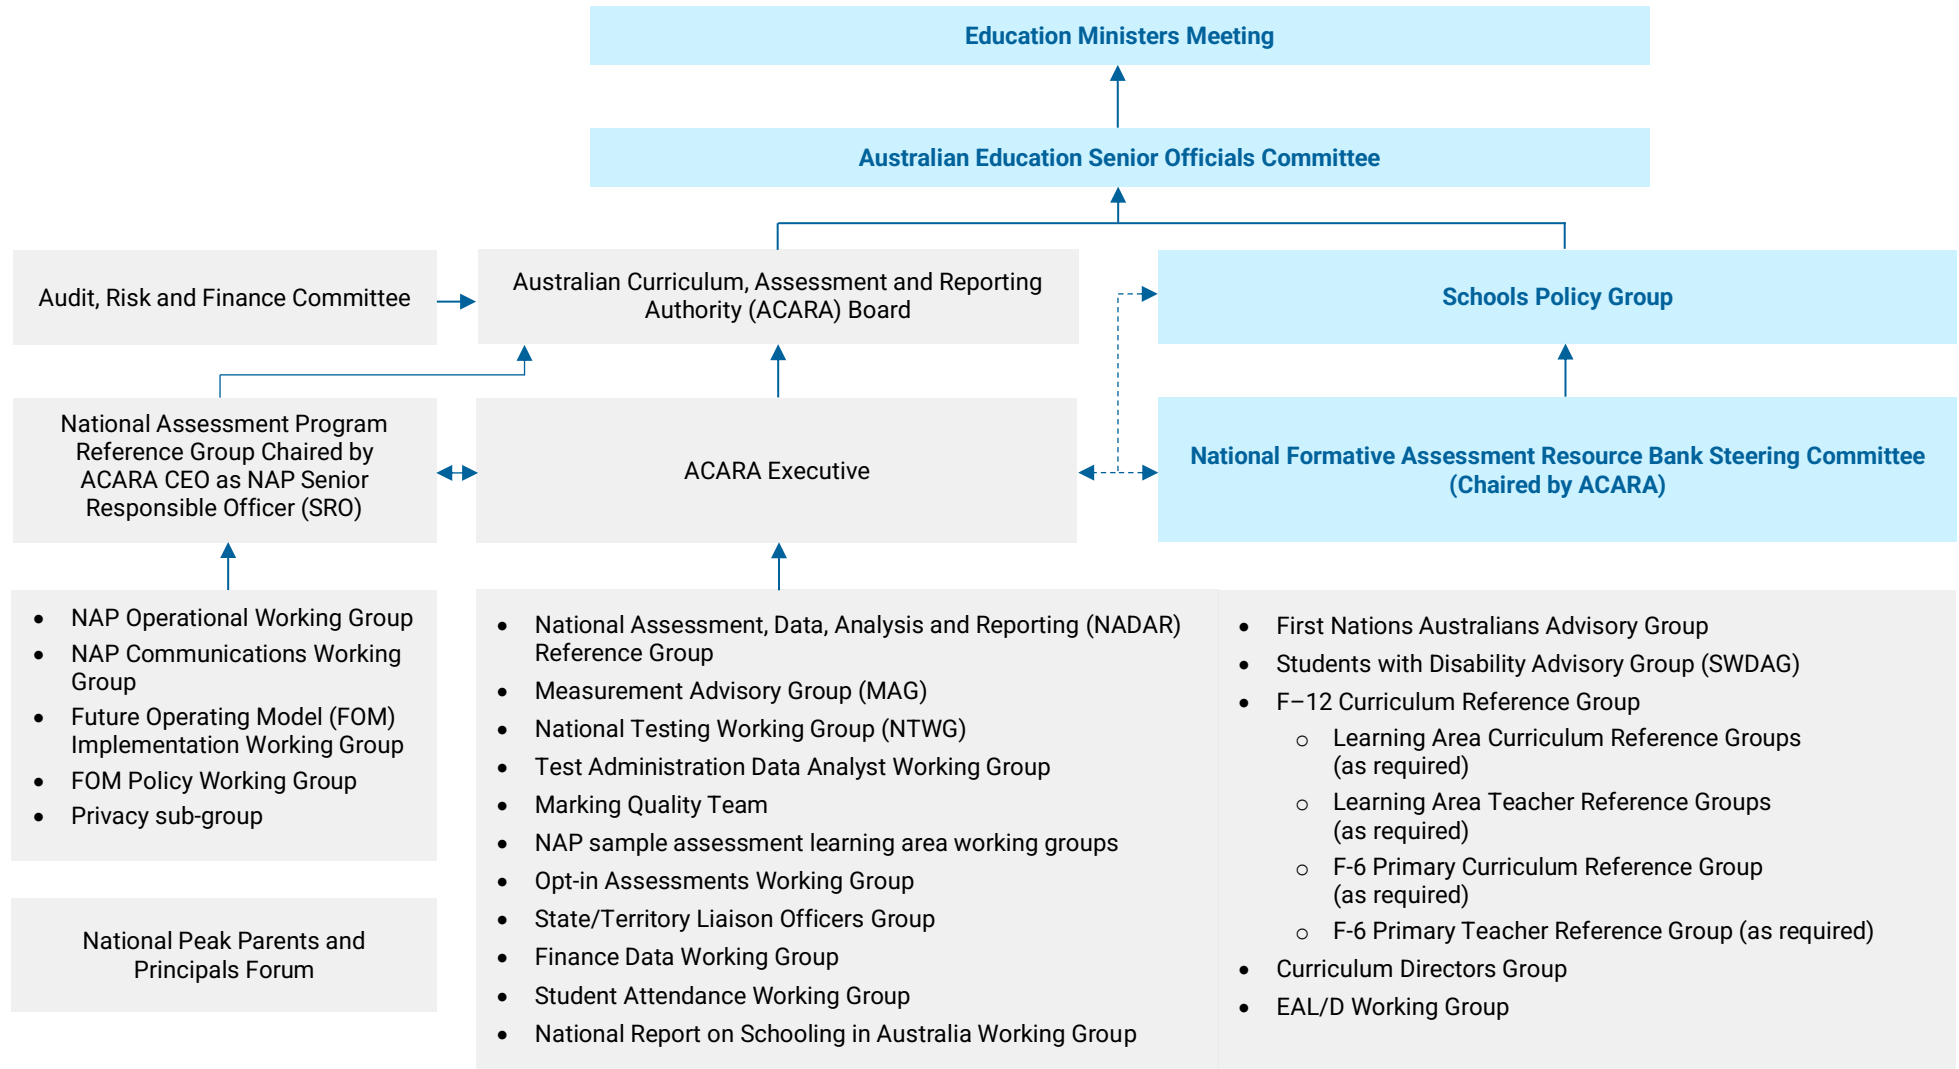 Education Ministers Meeting
Australian Education Senior Officials Committee
Audit, Risk and Finance Committee
Australian Curriculum, Assessment and Reporting
Authority (ACARA) Board
Schools Policy Group
National Assessment Program
Reference Group Chaired by
ACARA CEO as NAP Senior
Responsible Officer (SRO)
ACARA Executive
National Formative Assessment Resource Bank Steering Committee
(Chaired by ACARA)
• NAP Operational Working Group
• NAP Communications Working
Group
• Future Operating Model (FOM)
Implementation Working Group
• FOM Policy Working Group
• Privacy sub-group
National Peak Parents and
Principals Forum
• National Assessment, Data, Analysis and Reporting (NADAR)
Reference Group
• Measurement Advisory Group (MAG)
• National Testing Working Group (NTWG)
• Test Administration Data Analyst Working Group
• Marking Quality Team
• NAP sample assessment learning area working groups
• Opt-in Assessments Working Group
• State/Territory Liaison Officers Group
• Finance Data Working Group
• Student Attendance Working Group
• National Report on Schooling in Australia Working Group
• First Nations Australians Advisory Group
• Students with Disability Advisory Group (SWDAG)
• F–12 Curriculum Reference Group
o Learning Area Curriculum Reference Groups
(as required)
o Learning Area Teacher Reference Groups
(as required)
o F-6 Primary Curriculum Reference Group
(as required)
o F-6 Primary Teacher Reference Group (as required)
• Curriculum Directors Group
• EAL/D Working Group